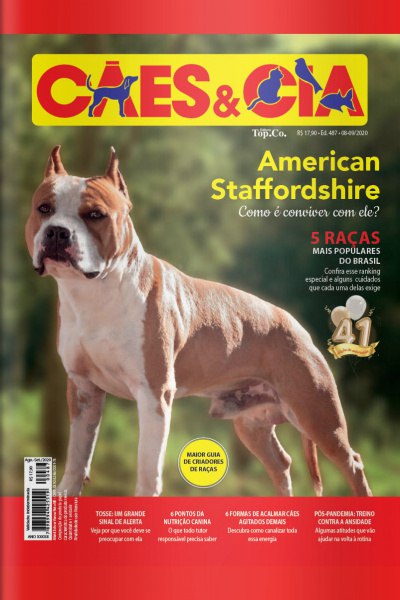 CÃES & CIA
Top.Co.
R$ 17,90 • Ed. 487 • 08-09/2020
American
Staffordshire
Como é conviver com ele?
5 RAÇAS
MAIS POPULARES
DO BRASIL
Confira esse ranking
especial e alguns cuidados
que cada uma delas exige
41
MAIOR GUIA
DE CRIADORES
DE RAÇAS
Ago.-Set./2020
R$ 17,90
TOSSE: UM GRANDE
SINAL DE ALERTA
Veja por que você deve se
preocupar com ela
6 PONTOS DA
NUTRIÇÃO CANINA
O que todo tutor
responsável precisa saber
6 FORMAS DE ACALMAR CÃES
AGITADOS DEMAIS
Descubra como canalizar toda
essa energia
PÓS-PANDEMIA: TREINO
CONTRA A ANSIDADE
Algumas atitudes que vão
ajudar na volta à rotina